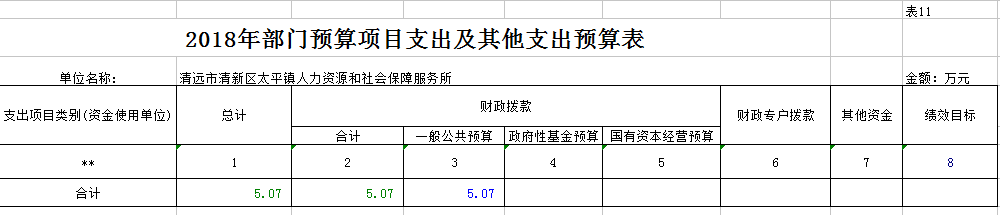 表11
2018年部门预算项目支出及其他支出预算表
单位名称: 清远市清新区太平镇人力资源和社会保障服务所 金额: 万元
支出项目类别(资金使用单位) 总计 财政拨款 财政专户拨款 其他资金 绩效目标
合计 一般公共预算 政府性基金预算 国有资本经营预算
** 1 2 3 4 5 6 7 8
合计 5.07 5.07 5.07